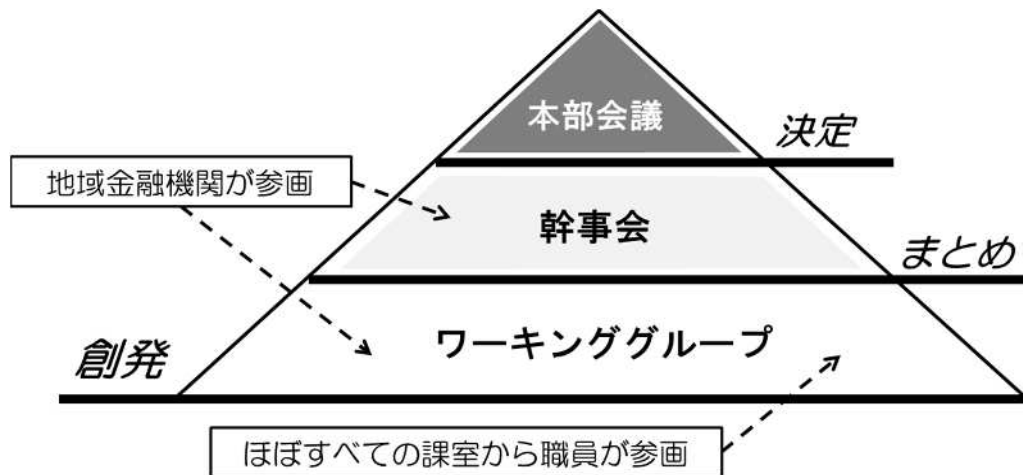 本部会議
決定
地域金融機関が参画
幹事会
まとめ
ワーキンググループ
創発
ほぼすべての課室から職員が参画